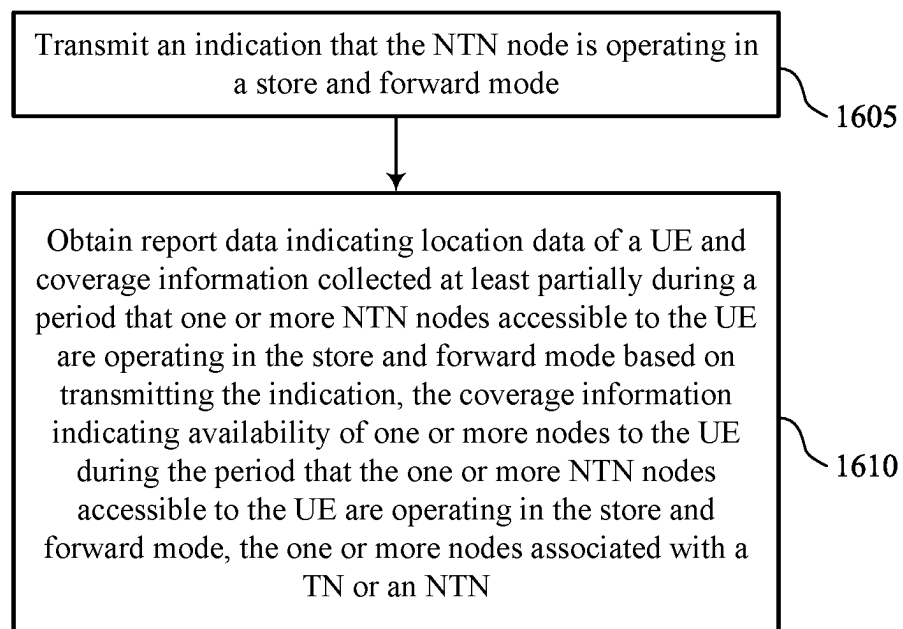 Transmit an indication that the NTN node is operating in
a store and forward mode
1605
Obtain report data indicating location data of a UE and
coverage information collected at least partially during a
period that one or more NTN nodes accessible to the UE
are operating in the store and forward mode based on
transmitting the indication, the coverage information
indicating availability of one or more nodes to the UE
during the period that the one or more NTN nodes
accessible to the UE are operating in the store and
forward mode, the one or more nodes associated with a
TN or an NTN
1610